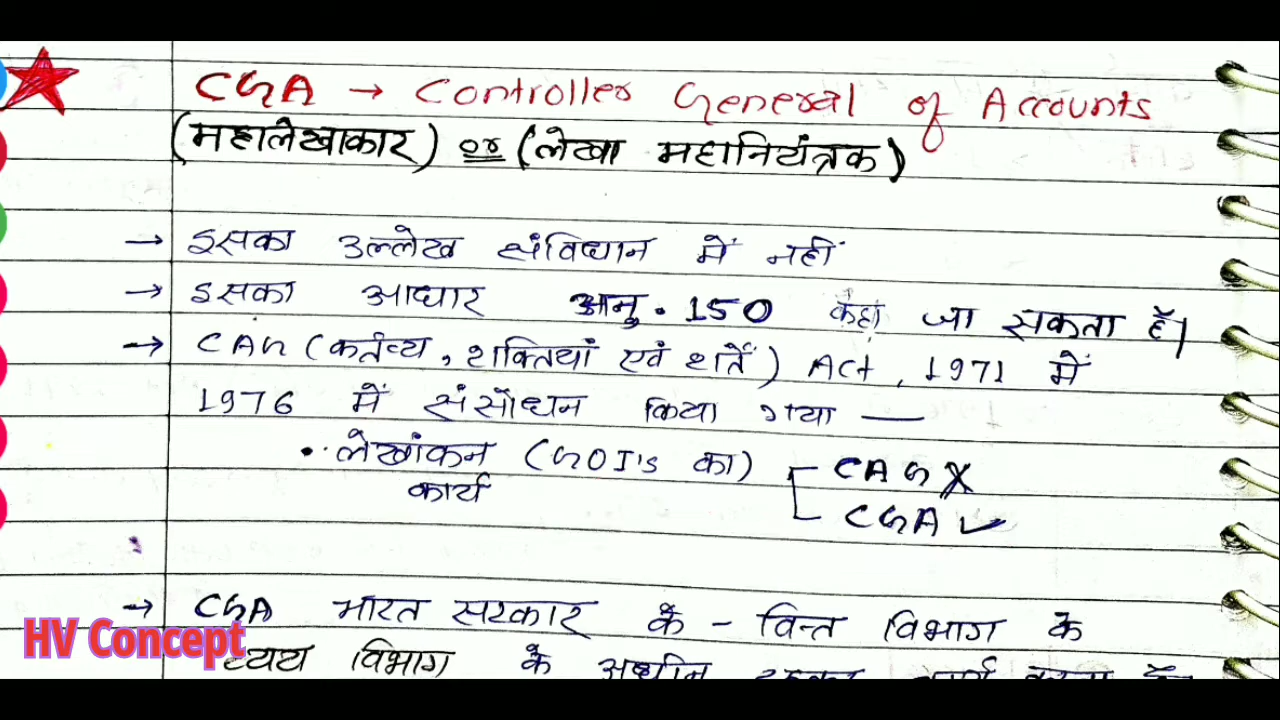 CGA → Controller General of Accounts
(महालेखाकार) or (लेखा महानियंत्रक)
→ इसका उल्लेख संविधान में नहीं
→ इसका आधार अनु. 150 कहा जा सकता है।
→ CAG (कर्तव्य, शक्तियां एवं शर्तें) Act, 1971 में
1976 में संसोधन किया गया —
• लेखांकन (GOI's का) CAG X
कार्य CGA ✓
→ CGA भारत सरकार के - वित्त विभाग के
व्यय विभाग के अधीन
HV Concept